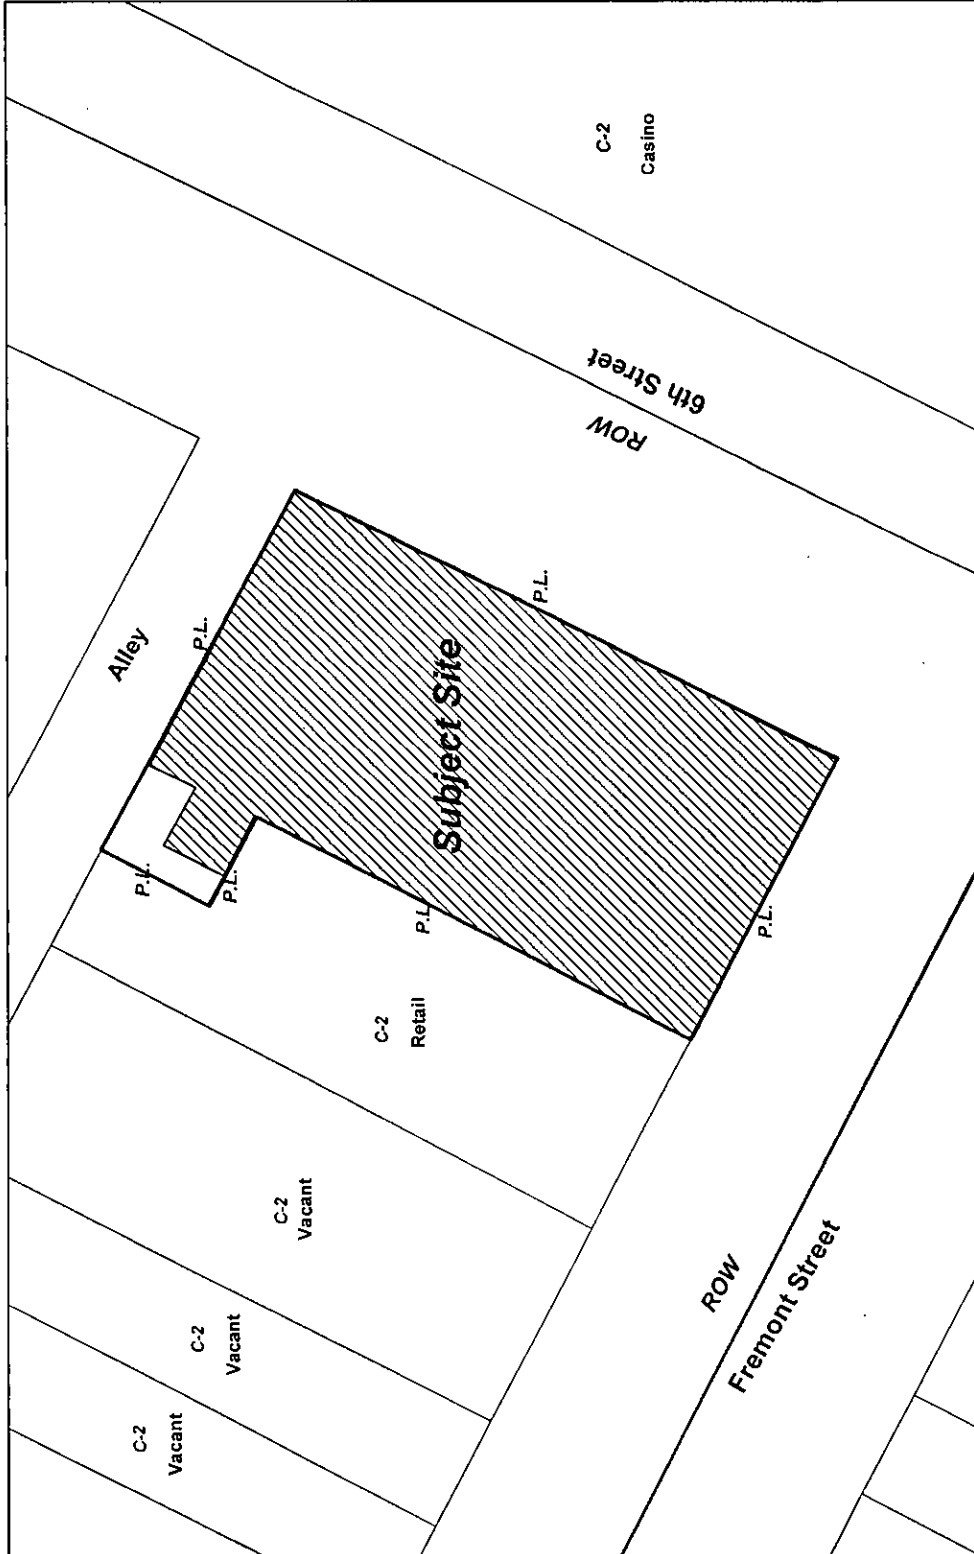 C-2
Casino
6th Street
ROW
Alley
P.L.
P.L.
Subject Site
P.L.
P.L.
P.L.
P.L.
C-2
Retail
C-2
Vacant
C-2
Vacant
C-2
Vacant
ROW
Fremont Street